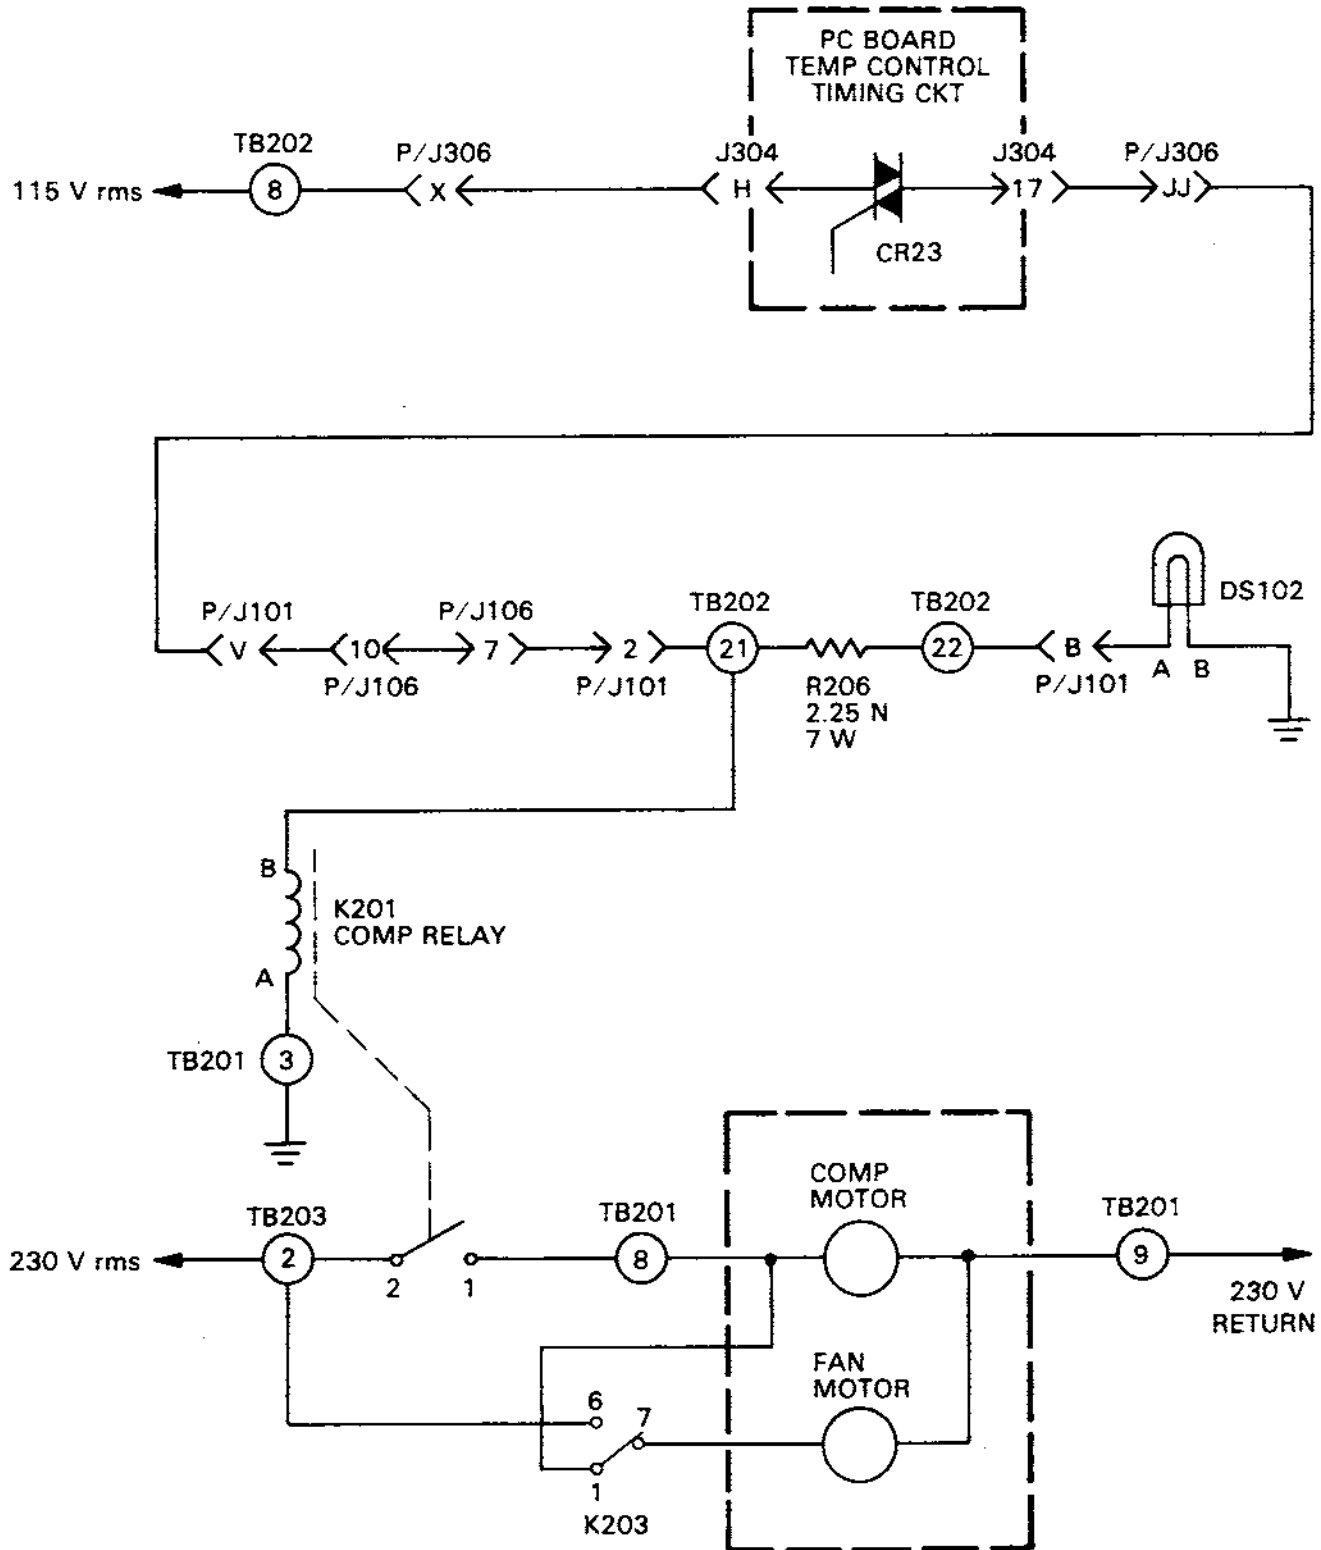 PC BOARD
TEMP CONTROL
TIMING CKT
TB202
P/J306
J304
J304
P/J306
115 V rms
8
X
H
17
JJ
CR23
P/J101
P/J106
TB202
TB202
DS102
V
10
7
2
21
22
B
A
B
P/J106
P/J101
R206
2.25 N
7 W
P/J101
B
K201
COMP RELAY
A
TB201
3
COMP
MOTOR
TB203
TB201
TB201
230 V rms
2
2
1
8
9
230 V
RETURN
FAN
MOTOR
6
7
1
K203